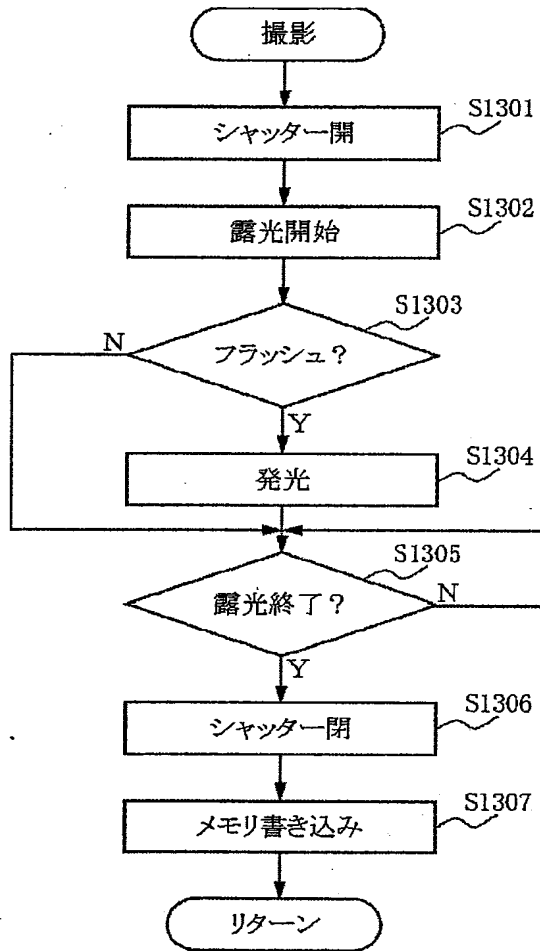 撮影
S1301
シャッター開
S1302
露光開始
S1303
N
フラッシュ？
Y
S1304
発光
S1305
露光終了？
N
Y
S1306
シャッター閉
S1307
メモリ書き込み
リターン